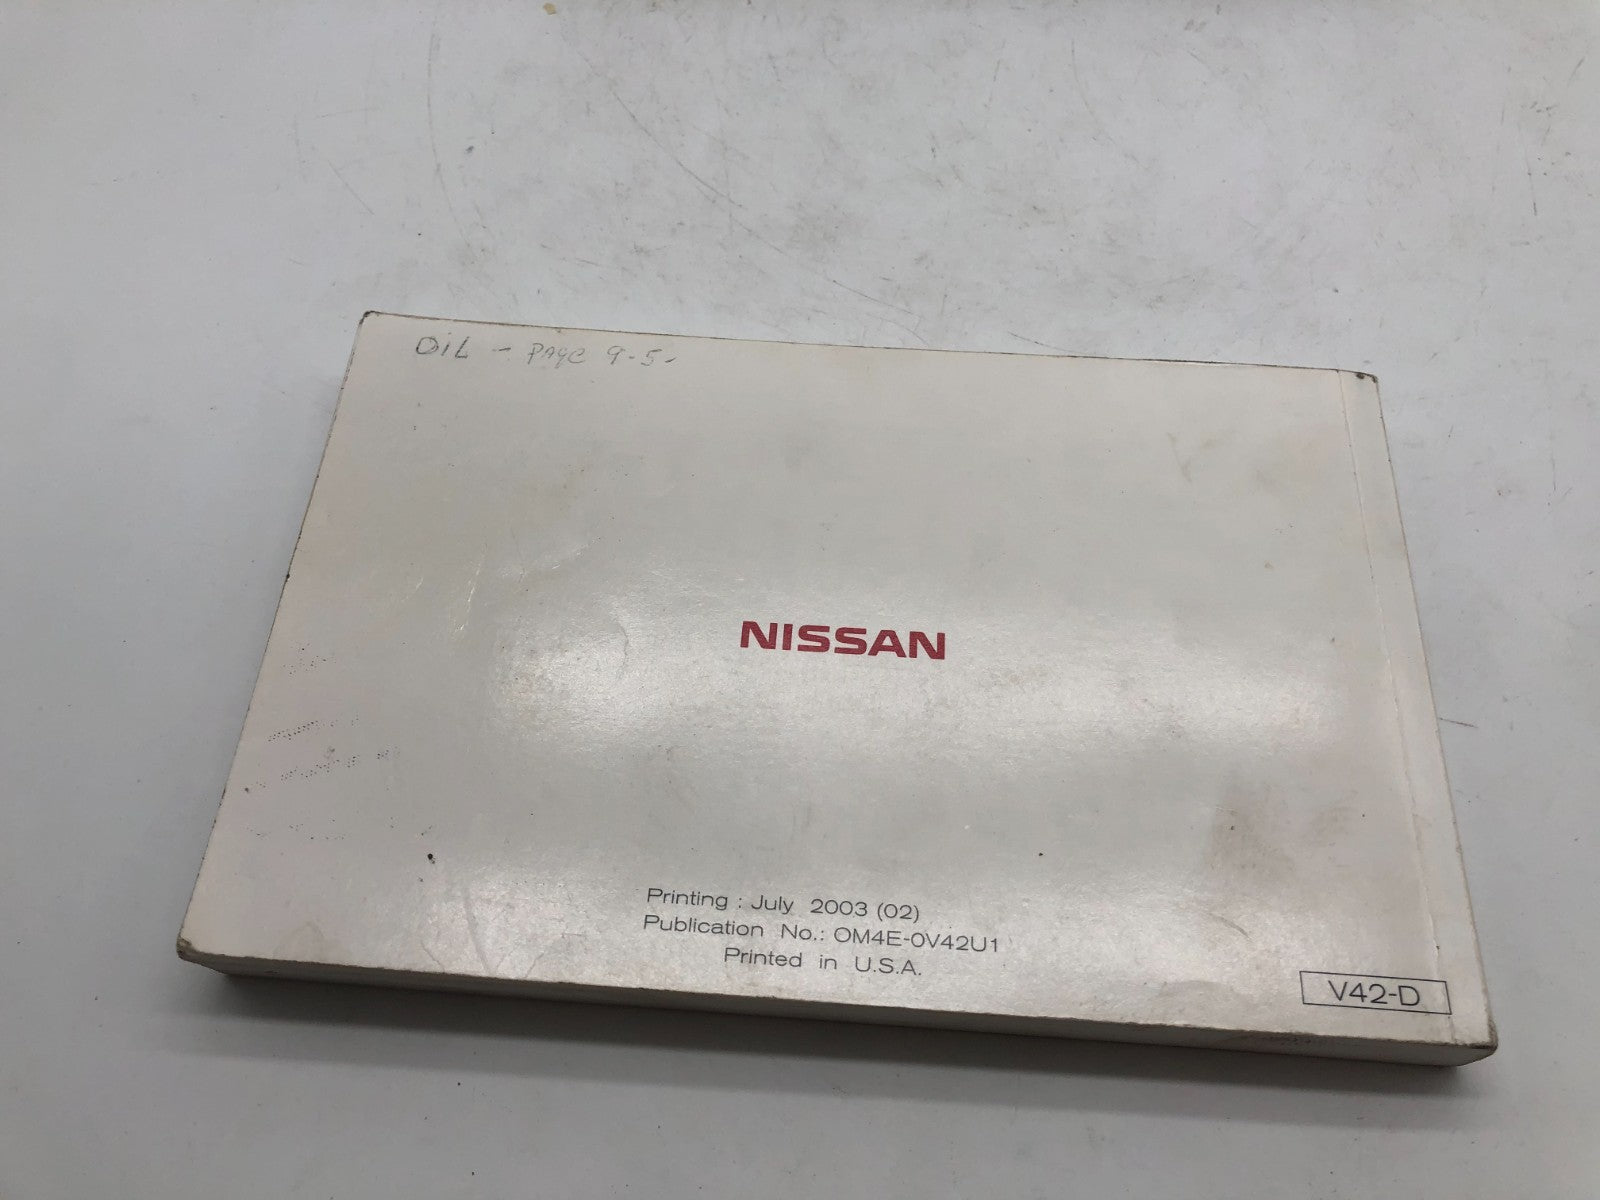 OiL - PAgE 9-5-
NISSAN
Printing : July 2003 (02)
Publication No.: OM4E-0V42U1
Printed in U.S.A.
V42-D